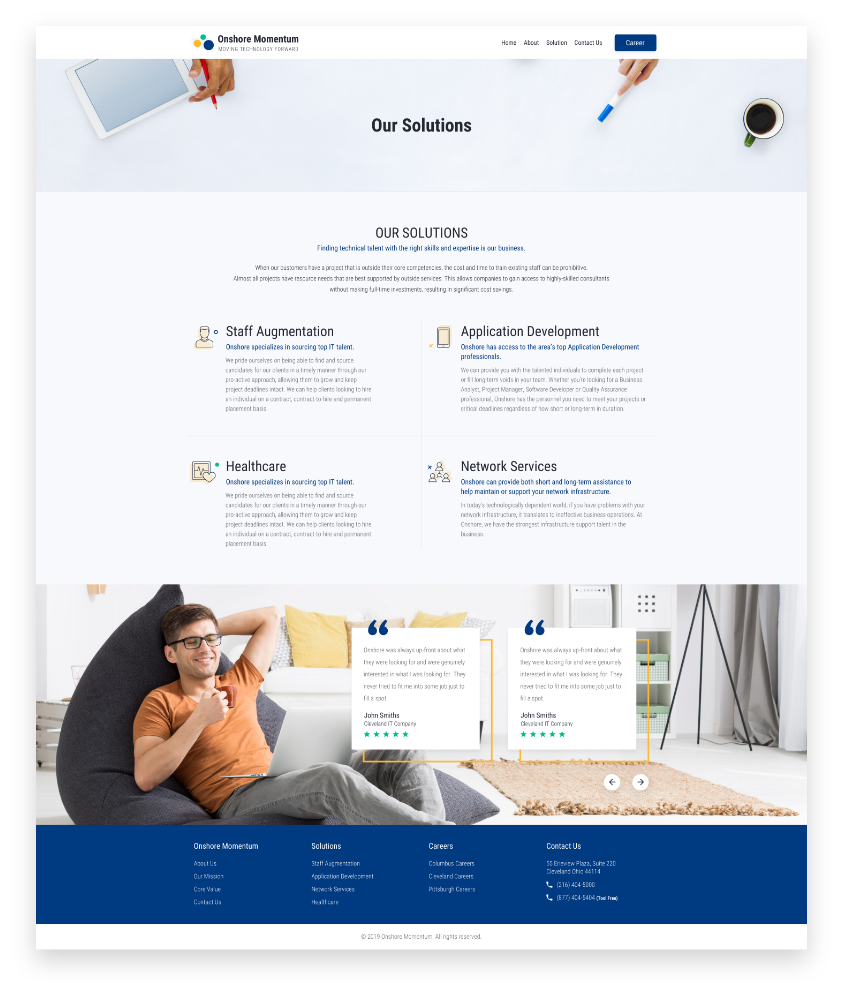 Onshore Momentum
MOVING TECHNOLOGY FORWARD
Home About Solution Contact Us Career
Our Solutions
OUR SOLUTIONS
Finding technical talent with the right skills and expertise is our business.
When our customers have a project that is outside their core competencies, the cost and time to train existing staff can be prohibitive.
Almost all projects have resource needs that are best supported by outside services. This allows companies to gain access to highly-skilled consultants
without making full-time investments, resulting in significant cost savings.
Staff Augmentation
Onshore specializes in sourcing top IT talent.
We pride ourselves on being able to find and source
candidates for our clients in a timely manner through our
pro-active approach, allowing them to grow and keep
project deadlines intact. We can help clients looking to hire
an individual on a contract, contract-to-hire and permanent
placement basis.
Application Development
Onshore has access to the area's top Application Development
professionals.
We can provide you with the talented individuals to complete each project
or fill long-term voids in your team. Whether you're looking for a Business
Analyst, Project Manager, Software Developer or Quality Assurance
professional, Onshore has the personnel you need to meet your projects or
critical deadlines regardless of how short or long-term in duration.
Healthcare
Onshore specializes in sourcing top IT talent.
We pride ourselves on being able to find and source
candidates for our clients in a timely manner through our
pro-active approach, allowing them to grow and keep
project deadlines intact. We can help clients looking to hire
an individual on a contract, contract-to-hire and permanent
placement basis.
Network Services
Onshore can provide both short and long-term assistance to
help maintain or support your network infrastructure.
In today's technologically dependent world, if you have problems with your
network infrastructure, it translates to ineffective business operations. At
Onshore, we have the strongest infrastructure support talent in the
business.
Onshore was always up-front about what
they were looking for and were genuinely
interested in what I was looking for. They
never tried to fit me into some job just to
fill a spot.
John Smiths
Cleveland IT Company
Onshore was always up-front about what
they were looking for and were genuinely
interested in what I was looking for. They
never tried to fit me into some job just to
fill a spot.
John Smiths
Cleveland IT Company
Onshore Momentum
About Us
Our Mission
Core Value
Contact Us
Solutions
Staff Augmentation
Application Development
Network Services
Healthcare
Careers
Columbus Careers
Cleveland Careers
Pittsburgh Careers
Contact Us
55 Erieview Plaza, Suite 220
Cleveland Ohio 44114
(216) 404-5000
(877) 404-5404 (Tool Free)
© 2019 Onshore Momentum. All rights reserved.